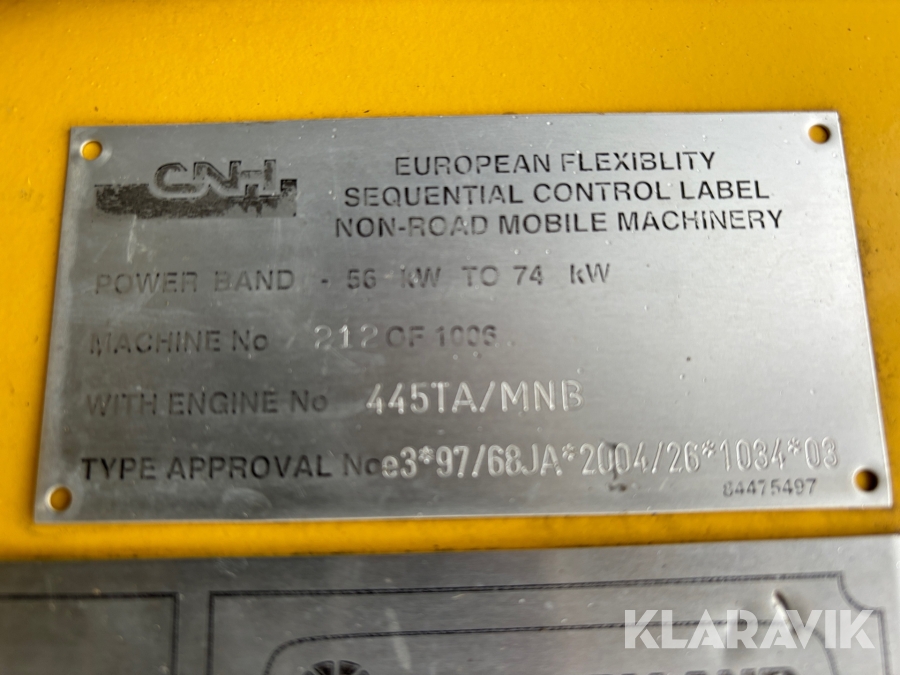 CNH
EUROPEAN FLEXIBLITY
SEQUENTIAL CONTROL LABEL
NON-ROAD MOBILE MACHINERY
POWER BAND - 56 kW TO 74 kW
MACHINE No 212 OF 1006
WITH ENGINE No 445TA/MNB
TYPE APPROVAL No e3*97/68JA*2004/26*1034*03
84475497
KLARAVIK